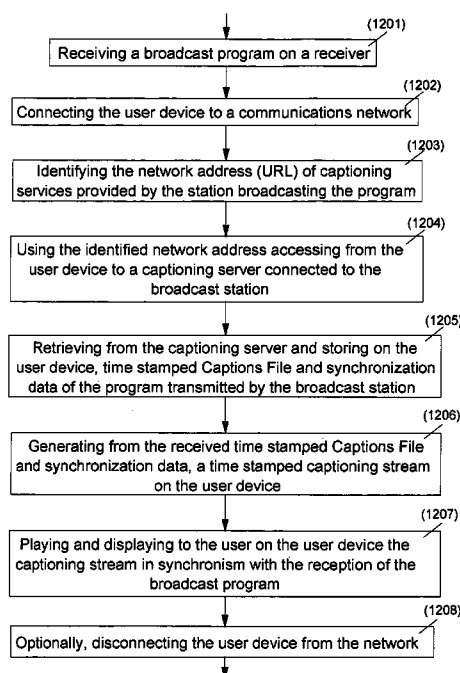 (1201)
Receiving a broadcast program on a receiver
(1202)
Connecting the user device to a communications network
(1203)
Identifying the network address (URL) of captioning
services provided by the station broadcasting the program
(1204)
Using the identified network address accessing from the
user device to a captioning server connected to the
broadcast station
(1205)
Retrieving from the captioning server and storing on the
user device, time stamped Captions File and synchronization
data of the program transmitted by the broadcast station
(1206)
Generating from the received time stamped Captions File
and synchronization data, a time stamped captioning stream
on the user device
(1207)
Playing and displaying to the user on the user device the
captioning stream in synchronism with the reception of the
broadcast program
(1208)
Optionally, disconnecting the user device from the network